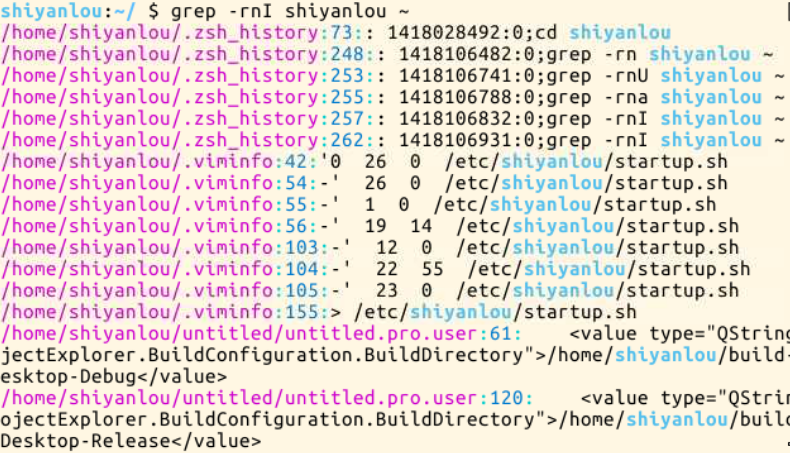 shiyanlou:~/ $ grep -rnI shiyanlou ~
/home/shiyanlou/.zsh_history:73:: 1418028492:0;cd shiyanlou
/home/shiyanlou/.zsh_history:248:: 1418106482:0;grep -rn shiyanlou ~
/home/shiyanlou/.zsh_history:253:: 1418106741:0;grep -rnU shiyanlou ~
/home/shiyanlou/.zsh_history:255:: 1418106788:0;grep -rna shiyanlou ~
/home/shiyanlou/.zsh_history:257:: 1418106832:0;grep -rnI shiyanlou ~
/home/shiyanlou/.zsh_history:262:: 1418106931:0;grep -rnI shiyanlou ~
/home/shiyanlou/.viminfo:42:'0  26  0  /etc/shiyanlou/startup.sh
/home/shiyanlou/.viminfo:54:-'  26  0  /etc/shiyanlou/startup.sh
/home/shiyanlou/.viminfo:55:-'  1  0  /etc/shiyanlou/startup.sh
/home/shiyanlou/.viminfo:56:-'  19  14  /etc/shiyanlou/startup.sh
/home/shiyanlou/.viminfo:103:-'  12  0  /etc/shiyanlou/startup.sh
/home/shiyanlou/.viminfo:104:-'  22  55  /etc/shiyanlou/startup.sh
/home/shiyanlou/.viminfo:105:-'  23  0  /etc/shiyanlou/startup.sh
/home/shiyanlou/.viminfo:155:> /etc/shiyanlou/startup.sh
/home/shiyanlou/untitled/untitled.pro.user:61:    <value type="QString
jectExplorer.BuildConfiguration.BuildDirectory">/home/shiyanlou/build-
esktop-Debug</value>
/home/shiyanlou/untitled/untitled.pro.user:120:    <value type="QStrin
ojectExplorer.BuildConfiguration.BuildDirectory">/home/shiyanlou/build
Desktop-Release</value>